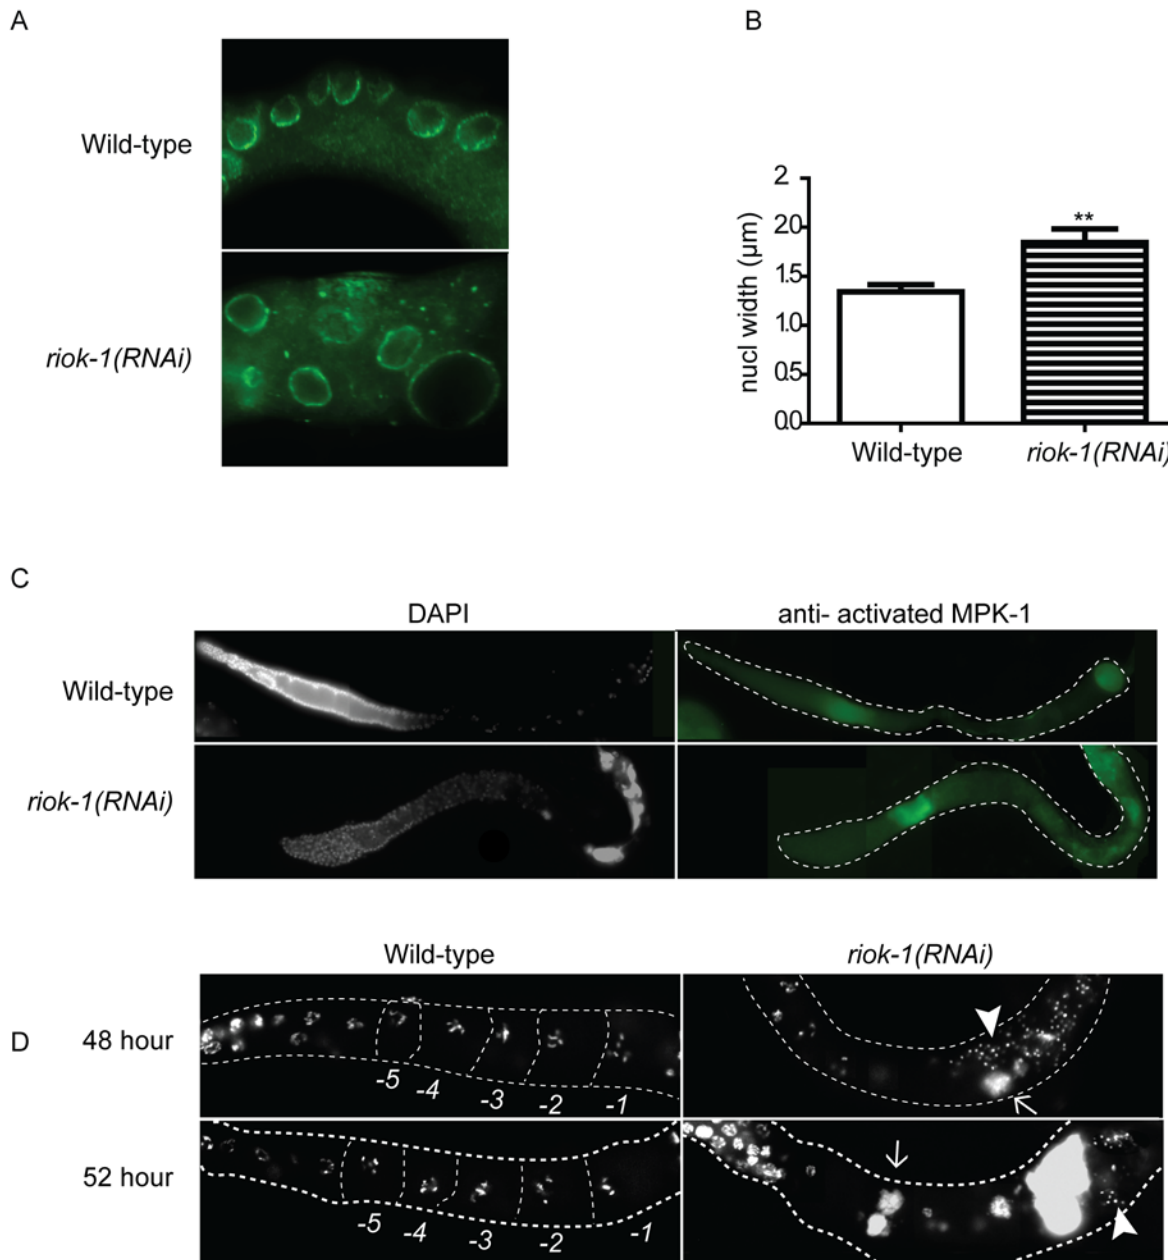 A
B
Wild-type
riok-1(RNAi)
nucl width (µm)
2
20
1.5
1.0
0.5
0.0
**
Wild-type
riok-1(RNAi)
C
DAPI
anti- activated MPK-1
Wild-type
riok-1(RNAi)
D
Wild-type
riok-1(RNAi)
48 hour
-5
-4
-3
-2
-1
52 hour
-5
-4
-3
-2
-1